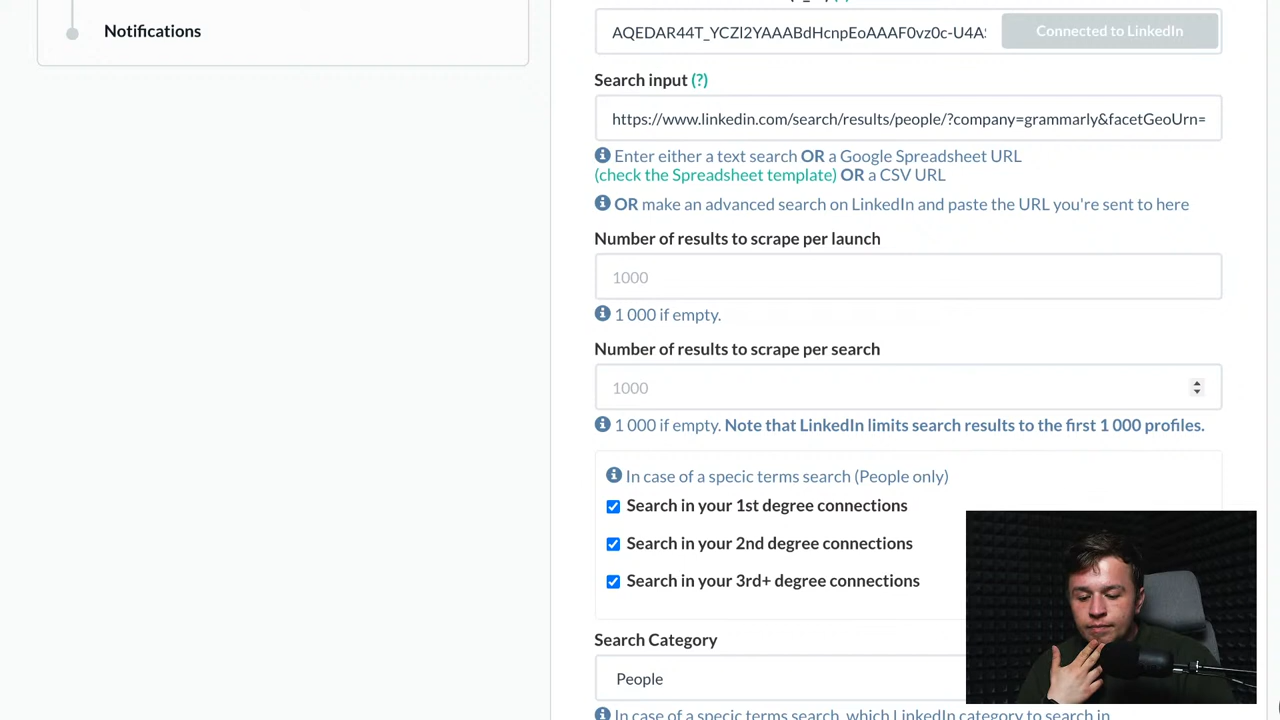 Notifications
AQEDAR44T_YCZI2YAAABdHcnpEoAAAF0vz0c-U4A
Connected to LinkedIn
Search input (?)
https://www.linkedin.com/search/results/people/?company=grammarly&facetGeoUrn=
Enter either a text search OR a Google Spreadsheet URL
(check the Spreadsheet template) OR a CSV URL
OR make an advanced search on LinkedIn and paste the URL you're sent to here
Number of results to scrape per launch
1000
1 000 if empty.
Number of results to scrape per search
1000
1 000 if empty. Note that LinkedIn limits search results to the first 1 000 profiles.
In case of a specic terms search (People only)
Search in your 1st degree connections
Search in your 2nd degree connections
Search in your 3rd+ degree connections
Search Category
People
In case of a specic terms search, which LinkedIn category to search in